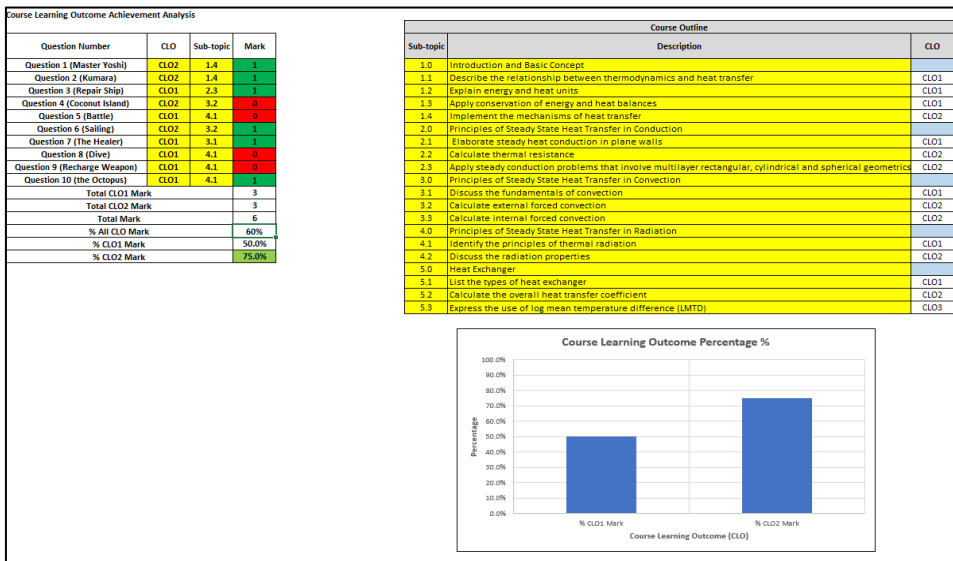 Course Learning Outcome Achievement Analysis
Question Number CLO Sub-topic Mark
Question 1 (Master Yoshi) CLO2 1.4 1
Question 2 (Kumara) CLO2 1.4 1
Question 3 (Repair Ship) CLO1 2.3 1
Question 4 (Coconut Island) CLO2 3.2 0
Question 5 (Battle) CLO1 4.1 0
Question 6 (Sailing) CLO2 3.2 1
Question 7 (The Healer) CLO1 3.1 1
Question 8 (Dive) CLO1 4.1 0
Question 9 (Recharge Weapon) CLO1 4.1 0
Question 10 (the Octopus) CLO1 4.1 1
Total CLO1 Mark 3
Total CLO2 Mark 3
Total Mark 6
% All CLO Mark 60%
% CLO1 Mark 50.0%
% CLO2 Mark 75.0%
Course Outline
Sub-topic Description CLO
1.0 Introduction and Basic Concept
1.1 Describe the relationship between thermodynamics and heat transfer CLO1
1.2 Explain energy and heat units CLO1
1.3 Apply conservation of energy and heat balances CLO1
1.4 Implement the mechanisms of heat transfer CLO2
2.0 Principles of Steady State Heat Transfer in Conduction
2.1 Elaborate steady heat conduction in plane walls CLO1
2.2 Calculate thermal resistance CLO2
2.3 Apply steady conduction problems that involve multilayer rectangular, cylindrical and spherical geometrics CLO2
3.0 Principles of Steady State Heat Transfer in Convection
3.1 Discuss the fundamentals of convection CLO1
3.2 Calculate external forced convection CLO2
3.3 Calculate internal forced convection CLO2
4.0 Principles of Steady State Heat Transfer in Radiation
4.1 Identify the principles of thermal radiation CLO1
4.2 Discuss the radiation properties CLO2
5.0 Heat Exchanger
5.1 List the types of heat exchanger CLO1
5.2 Calculate the overall heat transfer coefficient CLO2
5.3 Express the use of log mean temperature difference (LMTD) CLO3
Course Learning Outcome Percentage %
100.0%
90.0%
80.0%
70.0%
60.0%
50.0%
40.0%
30.0%
20.0%
10.0%
0.0%
Percentage
% CLO1 Mark % CLO2 Mark
Course Learning Outcome (CLO)